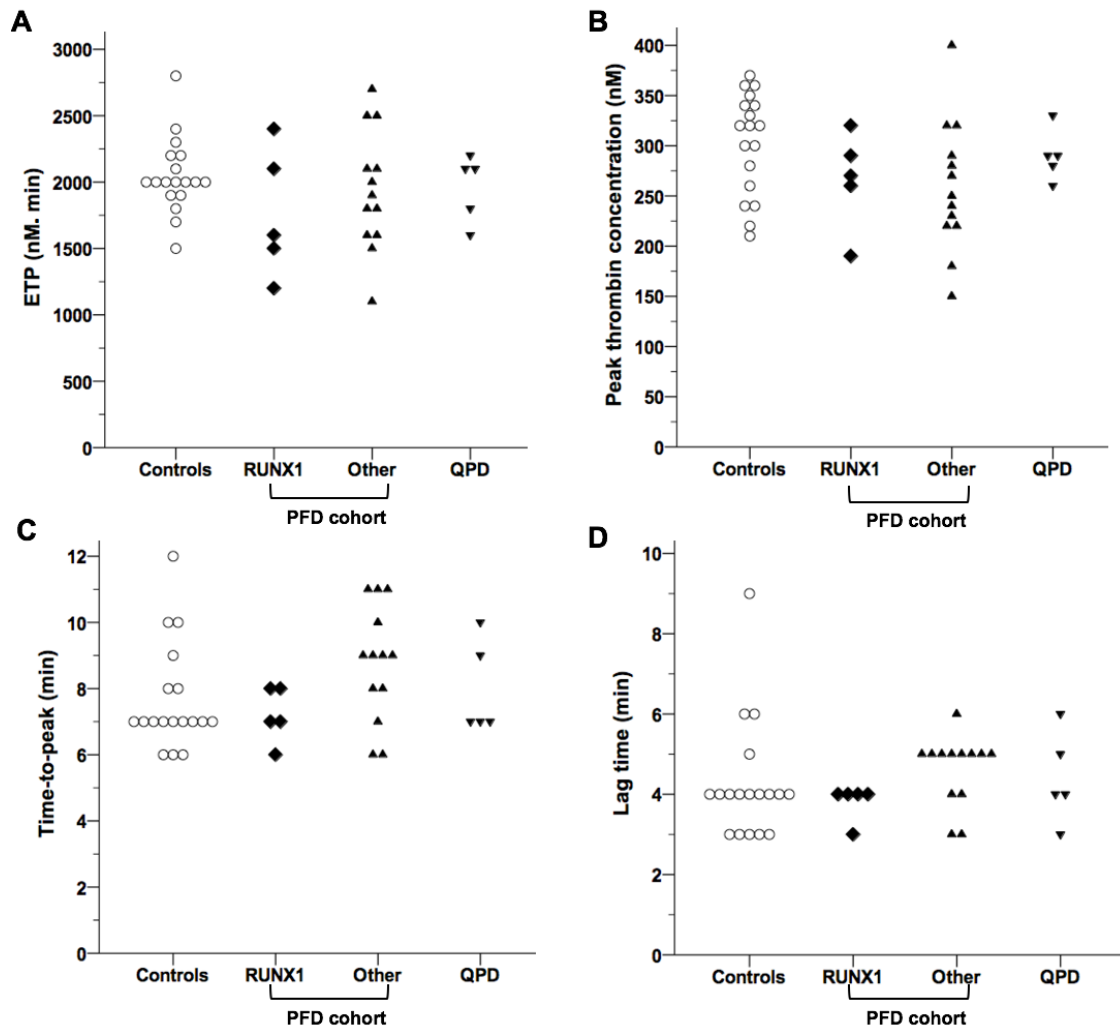 A
ETP (nM. min)
3000
2500
2000
1500
1000
500
0
Controls RUNX1 Other QPD
PFD cohort
B
Peak thrombin concentration (nM)
400
350
300
250
200
150
100
50
0
Controls RUNX1 Other QPD
PFD cohort
C
Time-to-peak (min)
12
10
8
6
4
2
0
Controls RUNX1 Other QPD
PFD cohort
D
Lag time (min)
10
8
6
4
2
0
Controls RUNX1 Other QPD
PFD cohort